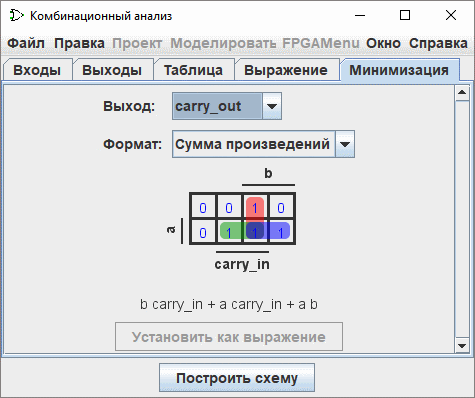 Комбинационный анализ
Файл Правка Проект Моделировать FPGAMenu Окно Справка
Входы Выходы Таблица Выражение Минимизация
Выход: carry_out
Формат: Сумма произведений
b
0 0 1 0
a
0 1 1 1
carry_in
b carry_in + a carry_in + a b
Установить как выражение
Построить схему